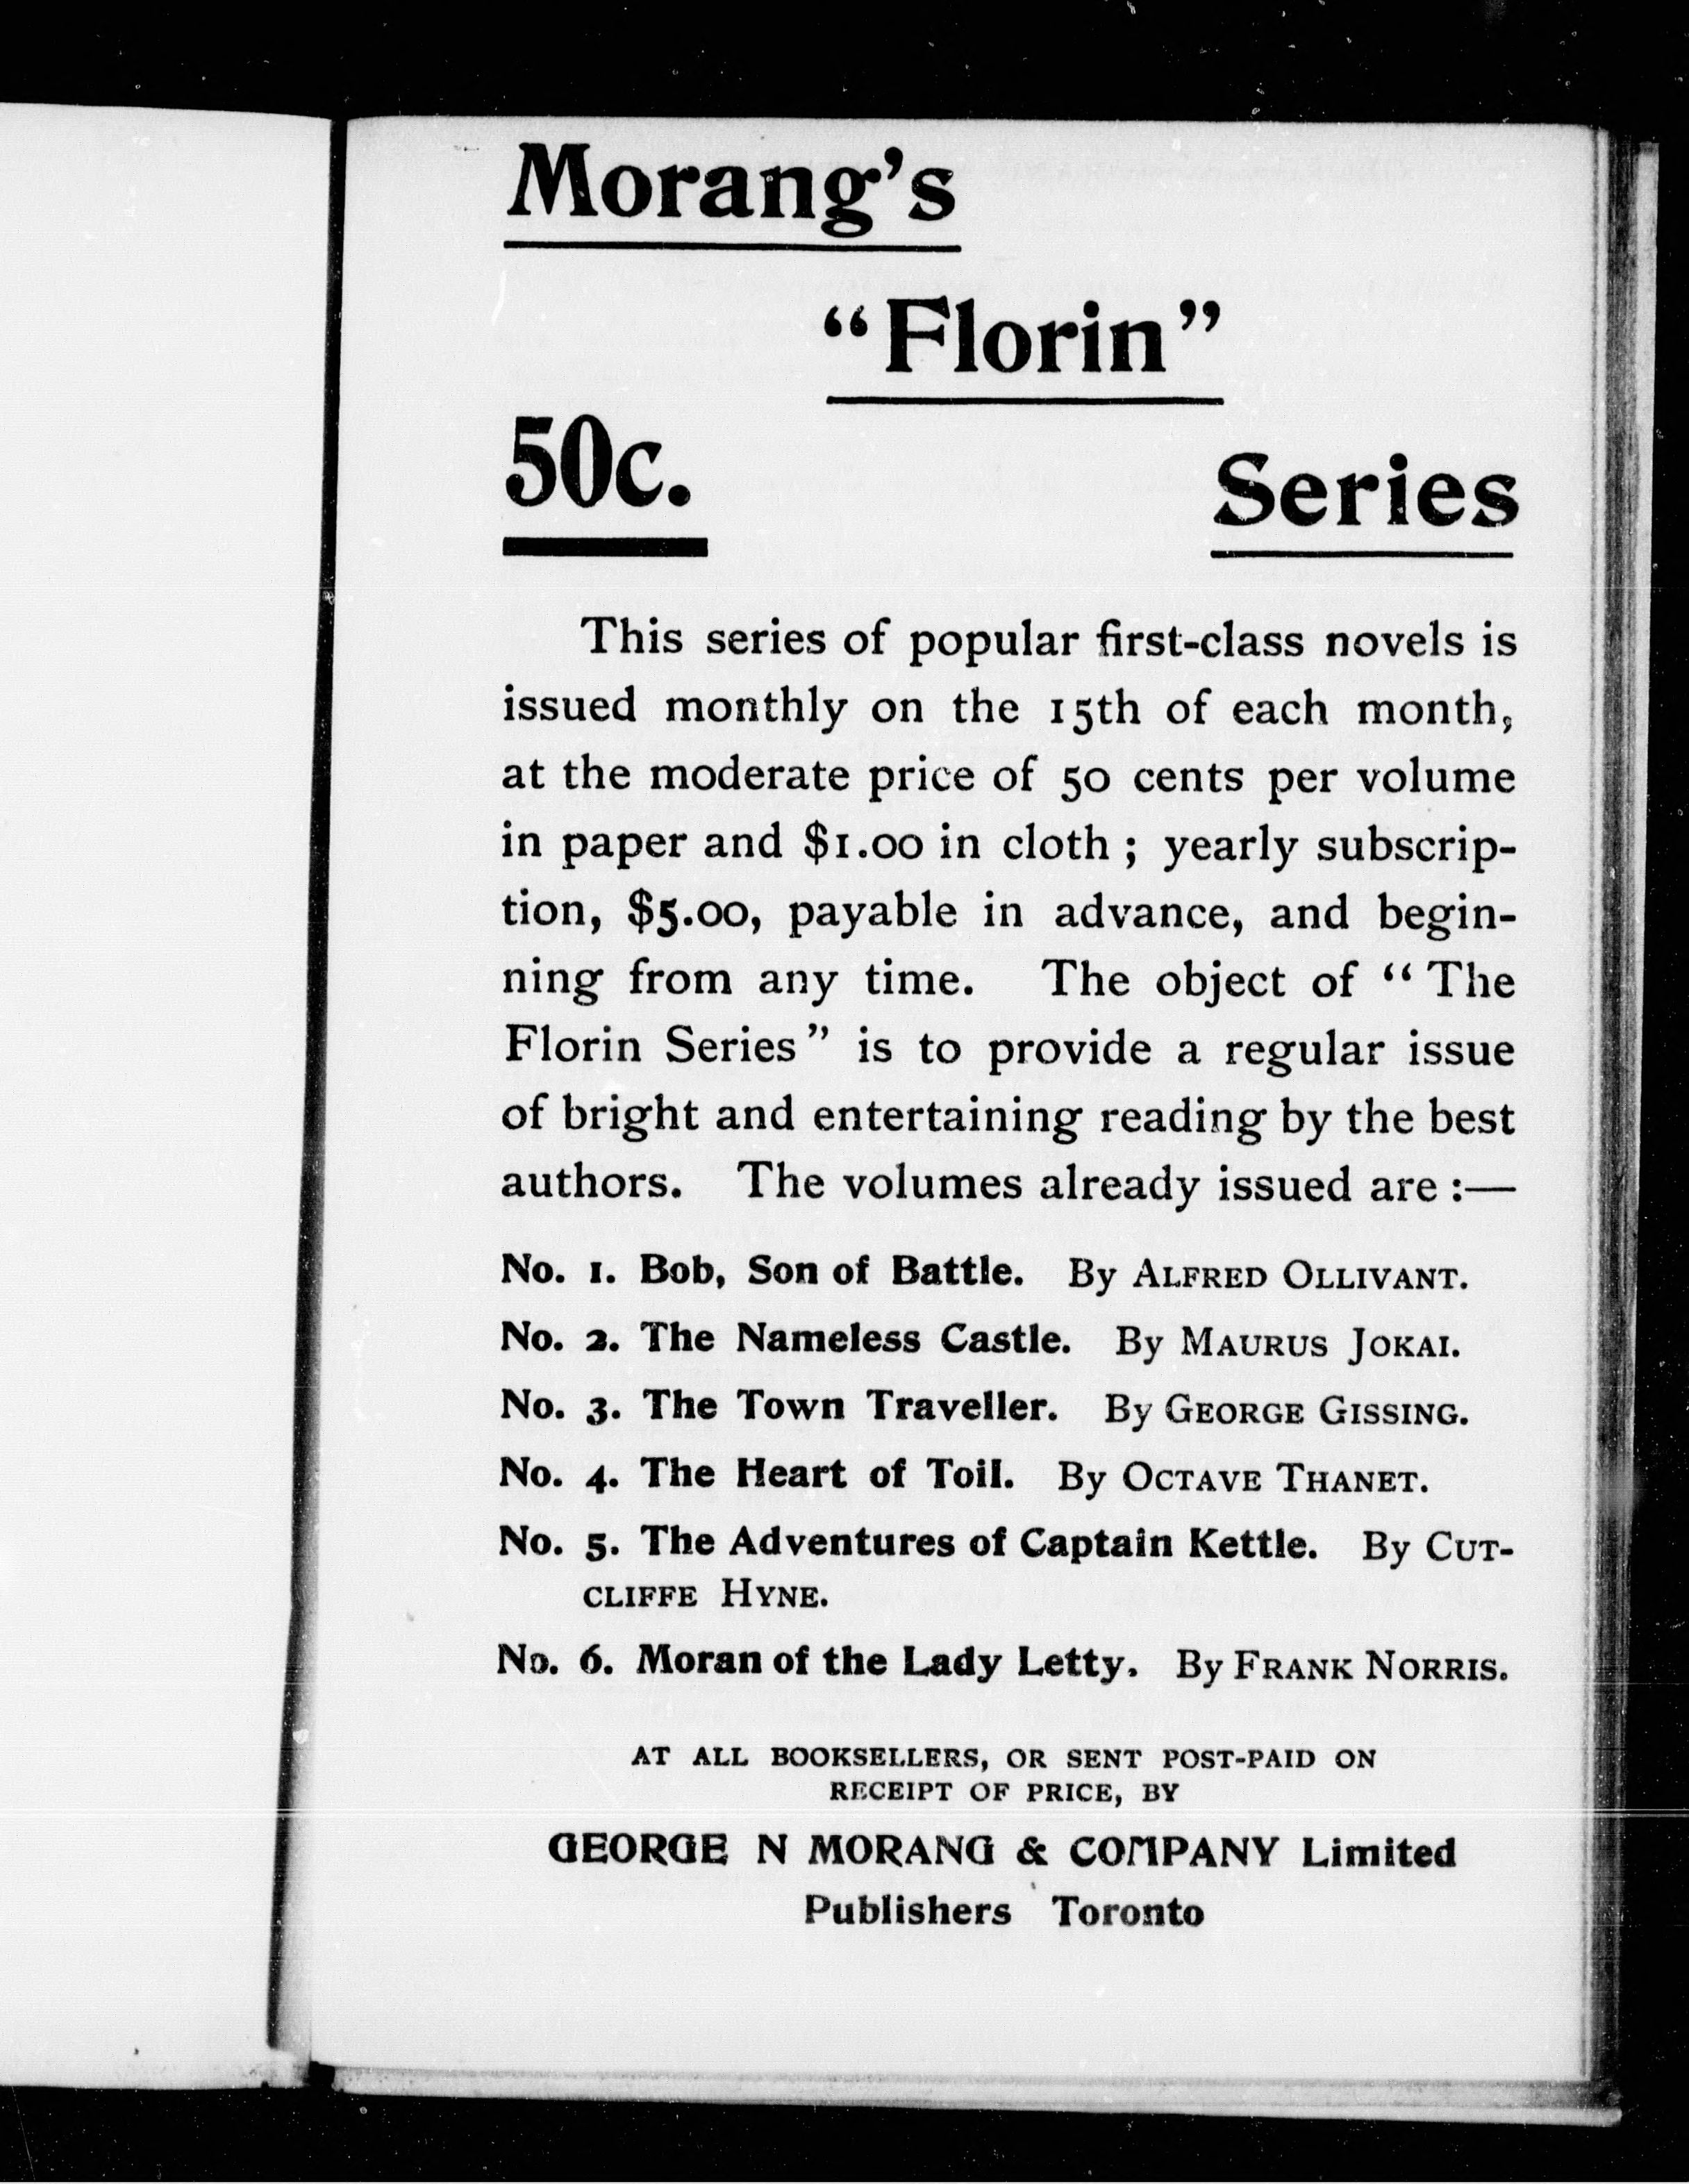 Morang's
“Florin”
50c.
Series
This series of popular first-class novels is
issued monthly on the 15th of each month,
at the moderate price of 50 cents per volume
in paper and $1.00 in cloth ; yearly subscrip-
tion, $5.00, payable in advance, and begin-
ning from any time. The object of “ The
Florin Series ” is to provide a regular issue
of bright and entertaining reading by the best
authors. The volumes already issued are :—
No. 1. Bob, Son of Battle. By ALFRED OLLIVANT.
No. 2. The Nameless Castle. By MAURUS JOKAI.
No. 3. The Town Traveller. By GEORGE GISSING.
No. 4. The Heart of Toil. By OCTAVE THANET.
No. 5. The Adventures of Captain Kettle. By CUT-
CLIFFE HYNE.
No. 6. Moran of the Lady Letty. By FRANK NORRIS.
AT ALL BOOKSELLERS, OR SENT POST-PAID ON
RECEIPT OF PRICE, BY
GEORGE N MORANG & COMPANY Limited
Publishers Toronto